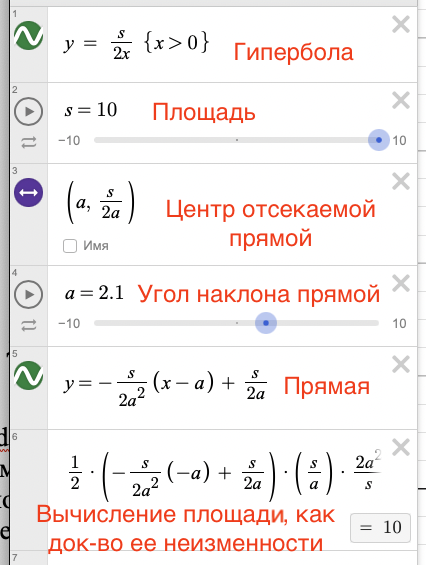 1
y = s/2x {x > 0}
Гипербола
2
s = 10
Площадь
−10
10
3
(a, s/2a)
Центр отсекаемой
прямой
Имя
4
a = 2.1
Угол наклона прямой
−10
10
5
y = − s/2a² (x − a) + s/2a
Прямая
6
1/2 · (− s/2a² (−a) + s/2a) · (s/a) · 2a²/s
Вычисление площади, как
= 10
док-во ее неизменности
7